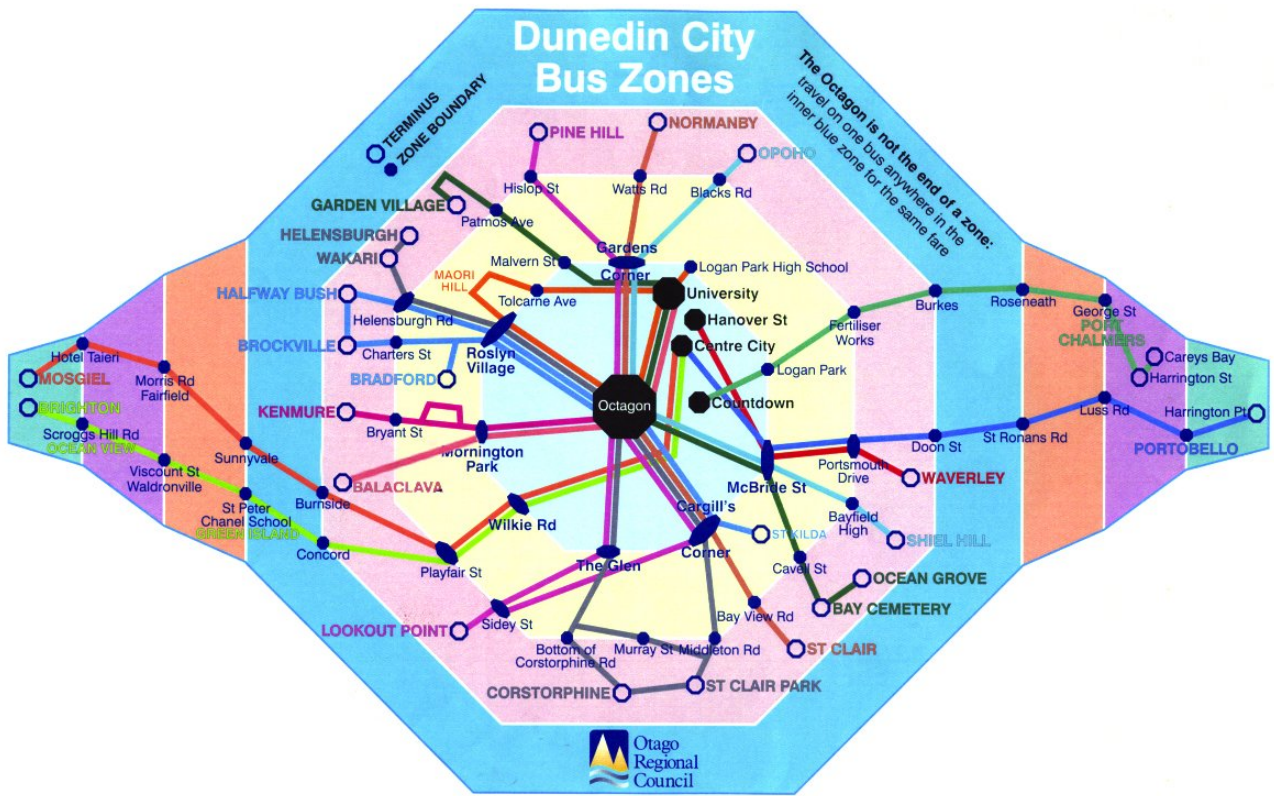 Dunedin City
Bus Zones
The Octagon is not the end of a zone:
travel on one bus anywhere in the
inner blue zone for the same fare
TERMINUS
ZONE BOUNDARY
PINE HILL
NORMANBY
OPOHO
Hislop St
Watts Rd
Blacks Rd
GARDEN VILLAGE
Patmos Ave
HELENSBURGH
WAKARI
Gardens
Corner
Malvern St
Logan Park High School
MAORI
HILL
Tolcarne Ave
University
HALFWAY BUSH
Helensburgh Rd
Hanover St
Fertiliser
Works
Burkes
Roseneath
George St
PORT
CHALMERS
Careys Bay
Harrington St
BROCKVILLE
Charters St
Roslyn
Village
Centre City
Logan Park
BRADFORD
Countdown
Octagon
Hotel Taieri
MOSGIEL
Morris Rd
Fairfield
BRIGHTON
Scroggs Hill Rd
OCEAN VIEW
Viscount St
Waldronville
Sunnyvale
St Peter
Chanel School
GREEN ISLAND
Burnside
Concord
KENMURE
Bryant St
Mornington
Park
BALACLAVA
Wilkie Rd
Playfair St
McBride St
Portsmouth
Drive
Doon St
St Ronans Rd
Luss Rd
Harrington Pt
PORTOBELLO
WAVERLEY
Cargill's
Corner
ST KILDA
Bayfield
High
SHIEL HILL
The Glen
Cavell St
OCEAN GROVE
BAY CEMETERY
Sidey St
LOOKOUT POINT
Bay View Rd
Bottom of
Corstorphine Rd
Murray St
Middleton Rd
ST CLAIR
CORSTORPHINE
ST CLAIR PARK
Otago
Regional
Council